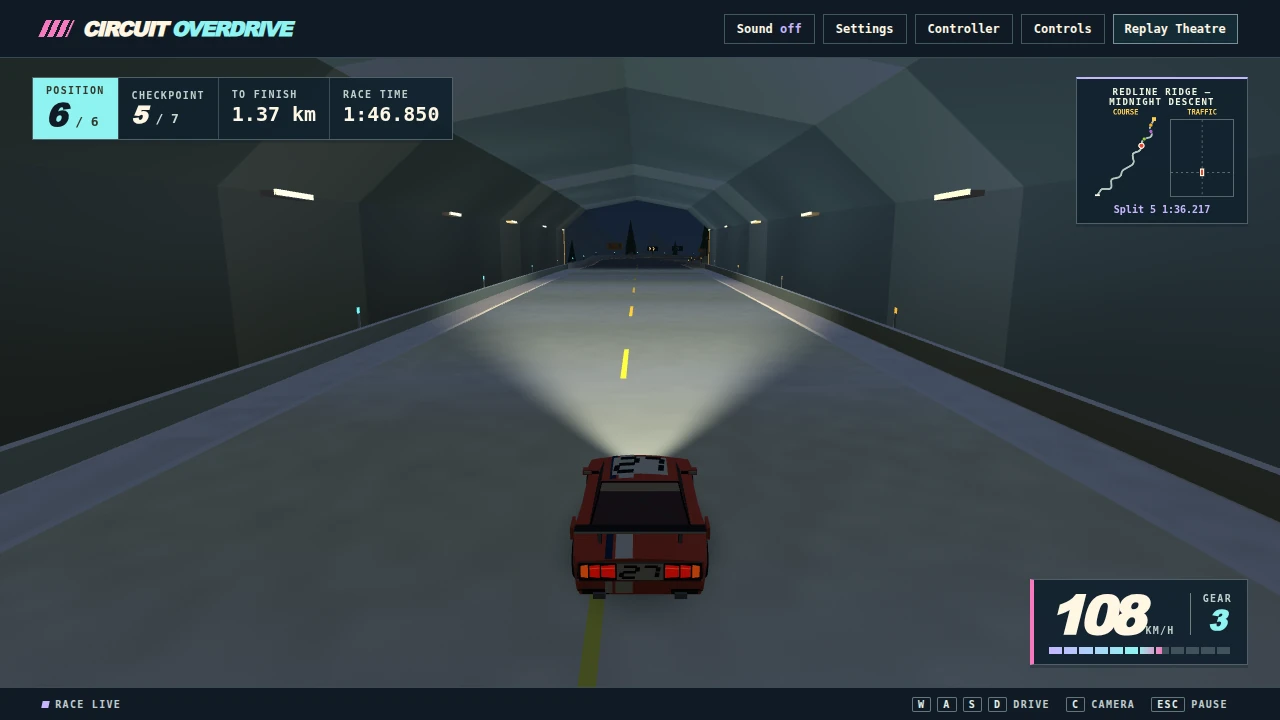 CIRCUIT OVERDRIVE
Sound off
Settings
Controller
Controls
Replay Theatre
POSITION
6 / 6
CHECKPOINT
5 / 7
TO FINISH
1.37 km
RACE TIME
1:46.850
REDLINE RIDGE —
MIDNIGHT DESCENT
COURSE
TRAFFIC
Split 5 1:36.217
27
27
108 KM/H
GEAR
3
RACE LIVE
W A S D DRIVE
C CAMERA
ESC PAUSE